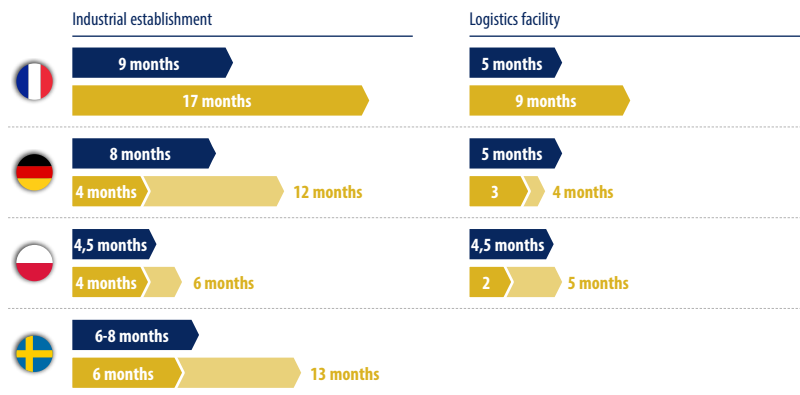 Industrial establishment
Logistics facility
9 months
5 months
17 months
9 months
8 months
5 months
4 months
12 months
3
4 months
4,5 months
4,5 months
4 months
6 months
2
5 months
6-8 months
6 months
13 months